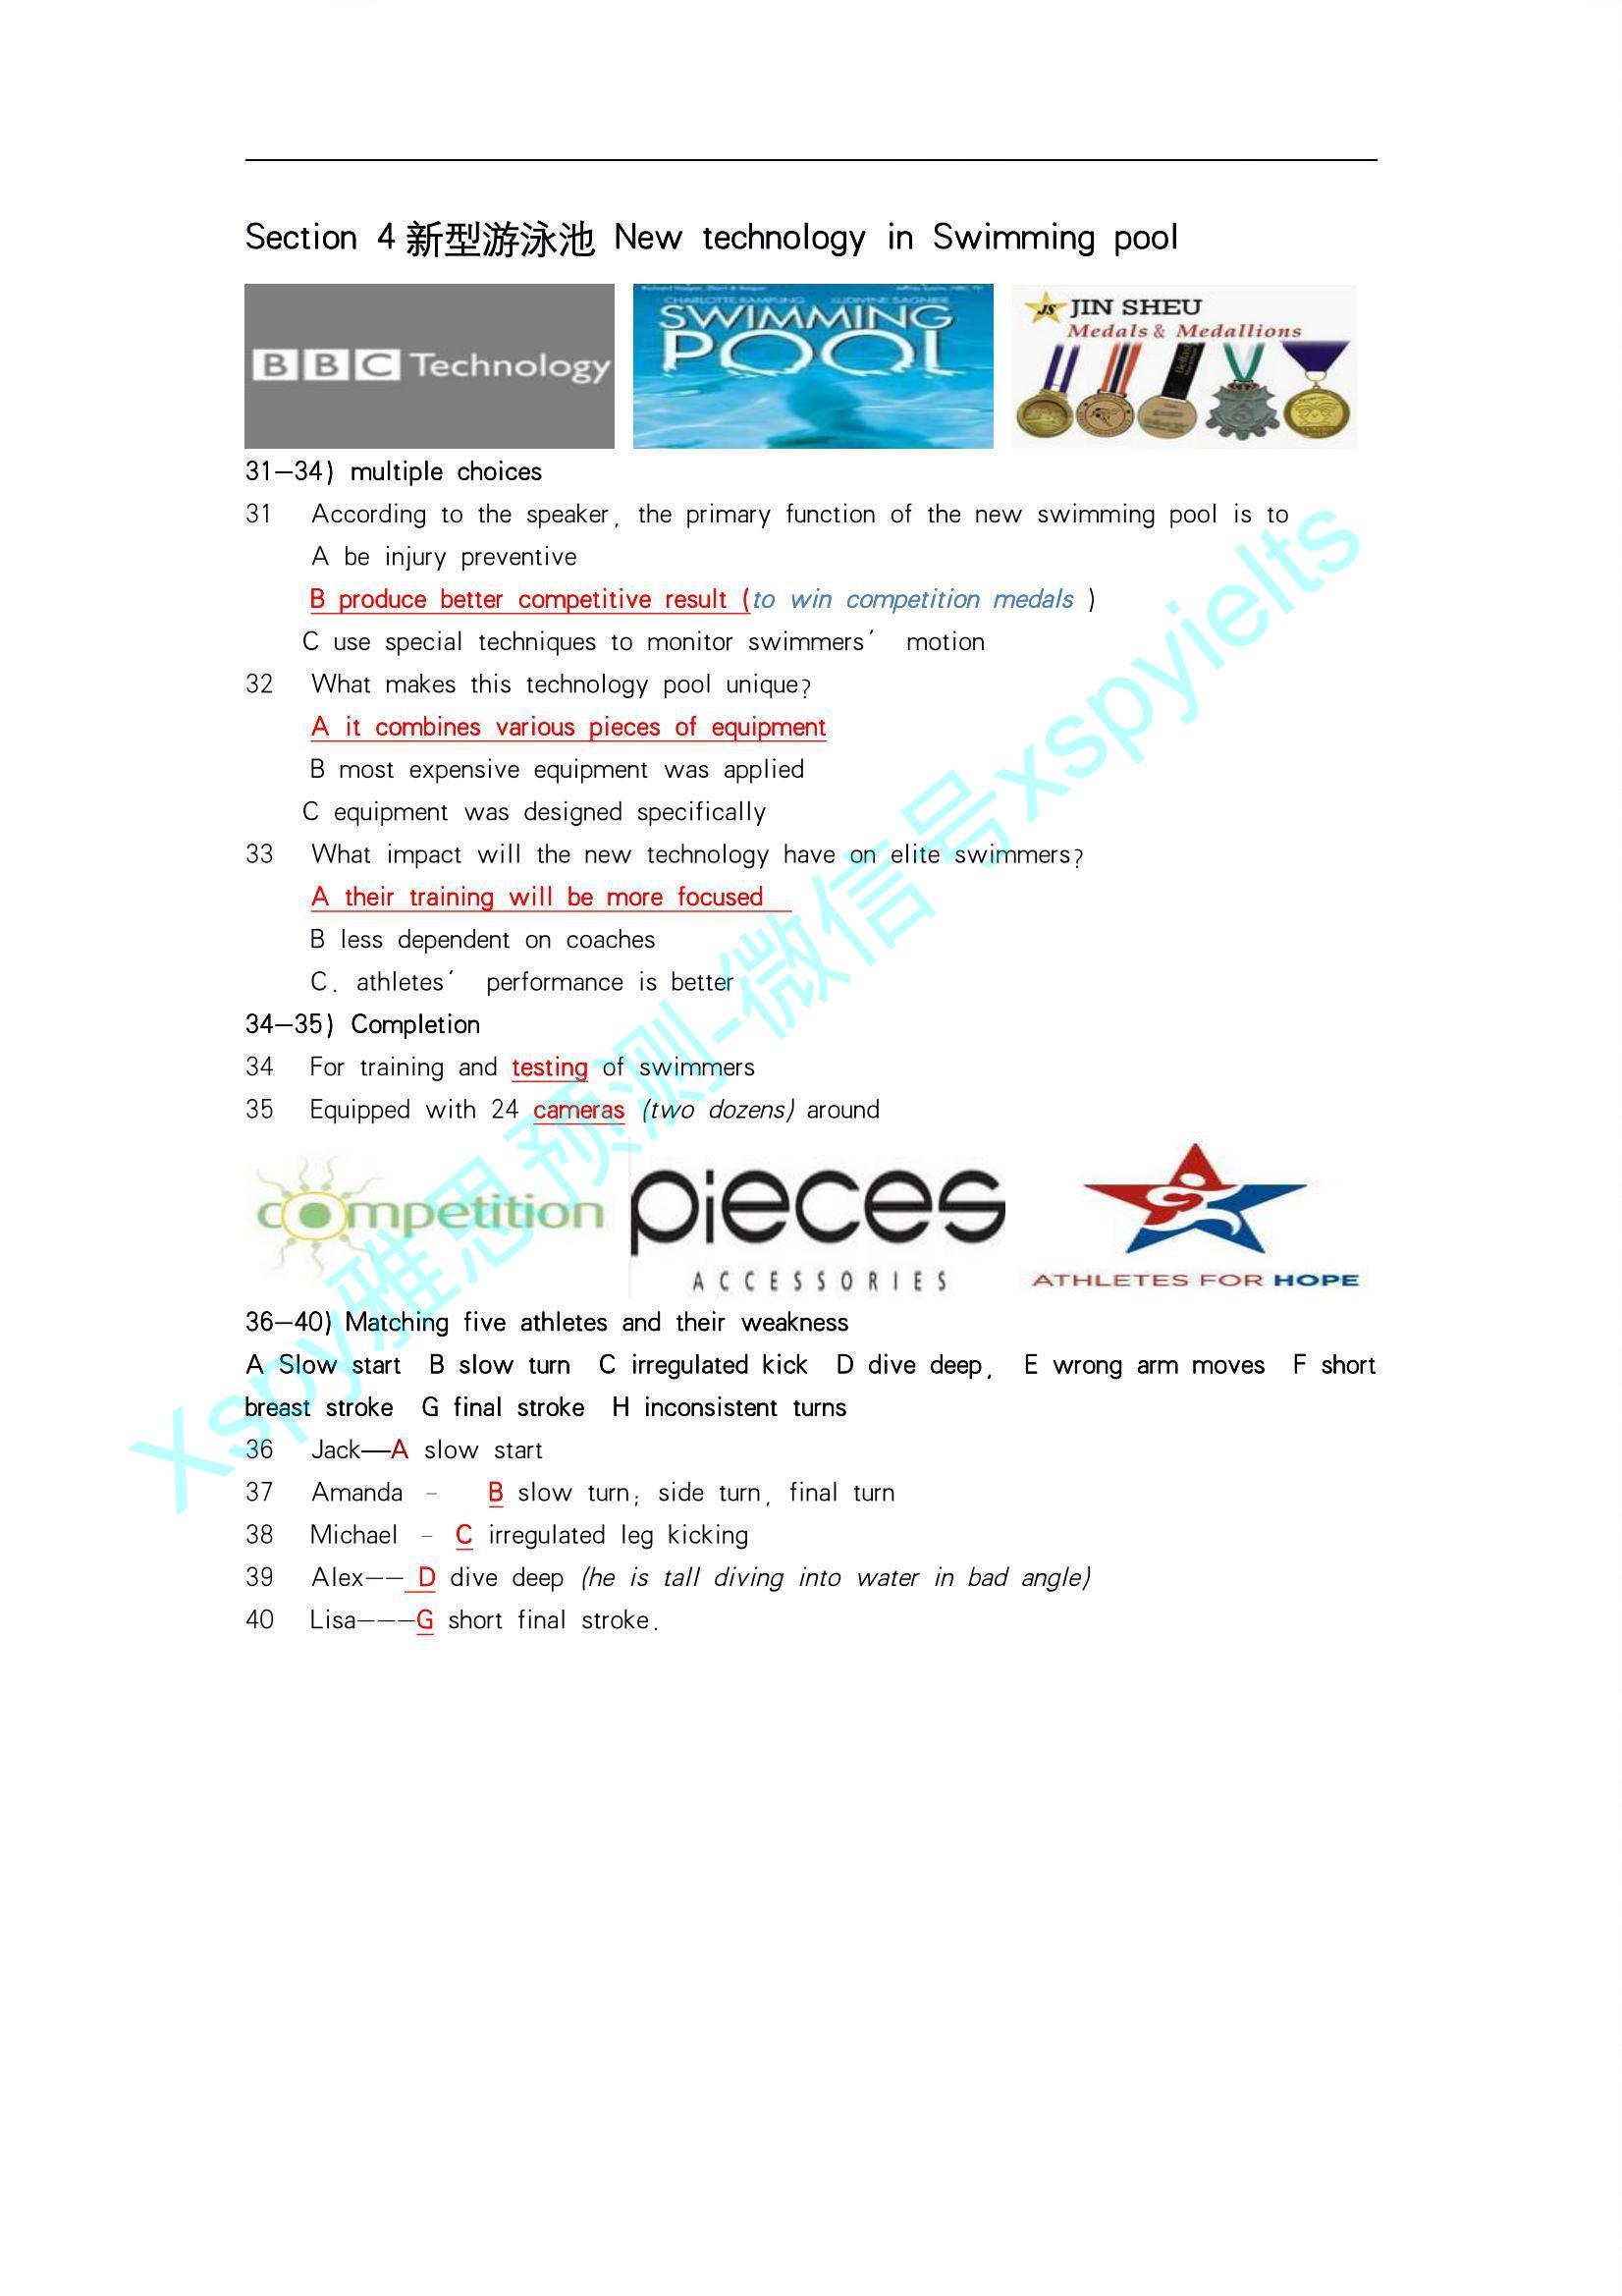 Section 4 新型游泳池 New technology in Swimming pool
BBC Technology
CHARLOTTE RAMPLING LUDIVINE SAGNIER
SWIMMING
POOL
JS JIN SHEU
Medals & Medallions
31—34) multiple choices
31 According to the speaker, the primary function of the new swimming pool is to
A be injury preventive
B produce better competitive result (to win competition medals )
C use special techniques to monitor swimmers′ motion
32 What makes this technology pool unique?
A it combines various pieces of equipment
B most expensive equipment was applied
C equipment was designed specifically
33 What impact will the new technology have on elite swimmers?
A their training will be more focused
B less dependent on coaches
C. athletes′ performance is better
34—35) Completion
34 For training and testing of swimmers
35 Equipped with 24 cameras (two dozens) around
competition
pieces
ACCESSORIES
ATHLETES FOR HOPE
36—40) Matching five athletes and their weakness
A Slow start B slow turn C irregulated kick D dive deep, E wrong arm moves F short
breast stroke G final stroke H inconsistent turns
36 Jack—A slow start
37 Amanda – B slow turn; side turn, final turn
38 Michael – C irregulated leg kicking
39 Alex—— D dive deep (he is tall diving into water in bad angle)
40 Lisa———G short final stroke.
Xspy雅思预测-微信号xspyielts